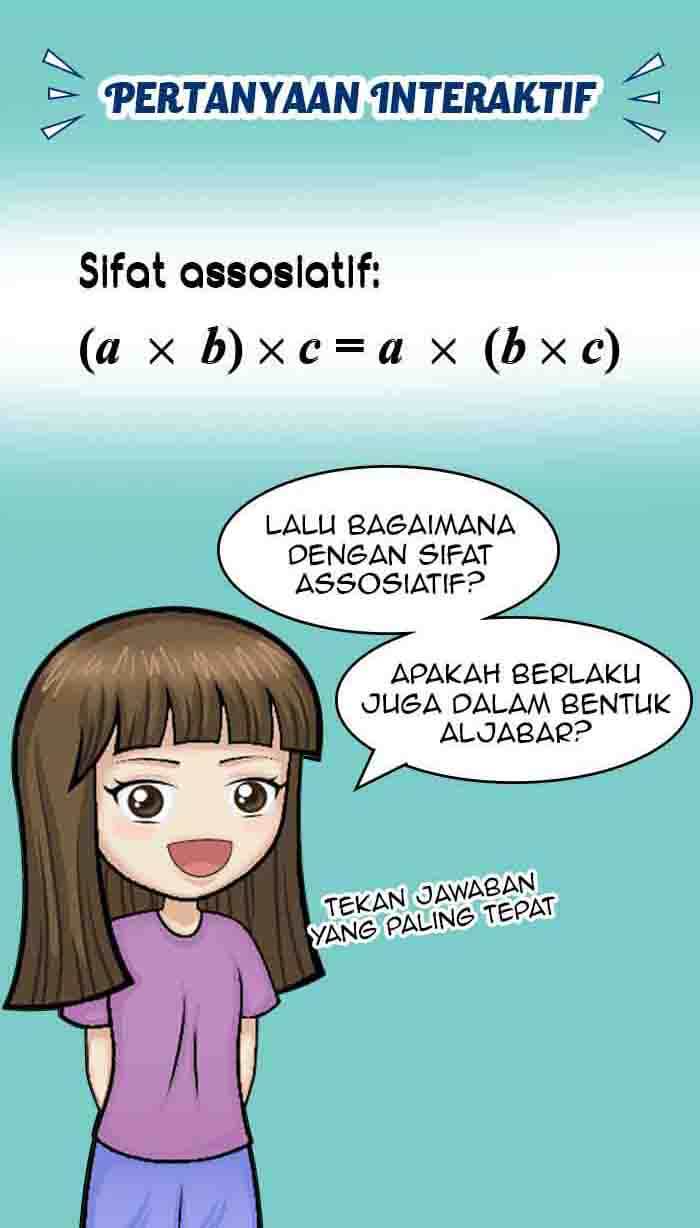 PERTANYAAN INTERAKTIF
Sifat assosiatif:
(a × b) × c = a × (b × c)
LALU BAGAIMANA
DENGAN SIFAT
ASSOSIATIF?
APAKAH BERLAKU
JUGA DALAM BENTUK
ALJABAR?
TEKAN JAWABAN
YANG PALING TEPAT